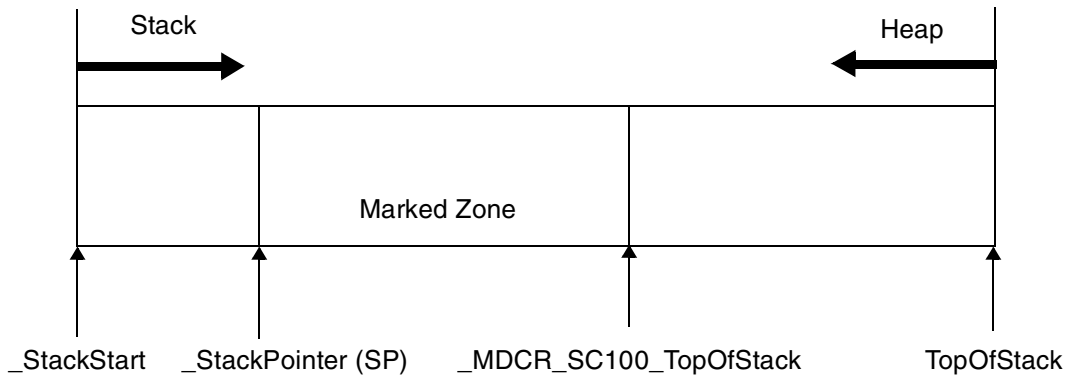 Stack
Heap
Marked Zone
_StackStart
_StackPointer (SP)
_MDCR_SC100_TopOfStack
TopOfStack